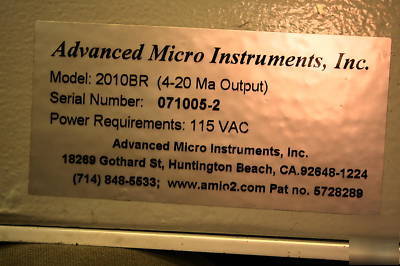 Advanced Micro Instruments, Inc.
Model: 2010BR (4-20 Ma Output)
Serial Number: 071005-2
Power Requirements: 115 VAC
Advanced Micro Instruments, Inc.
18269 Gothard St, Huntington Beach, CA.92648-1224
(714) 848-5533; www.amio2.com Pat no. 5728289